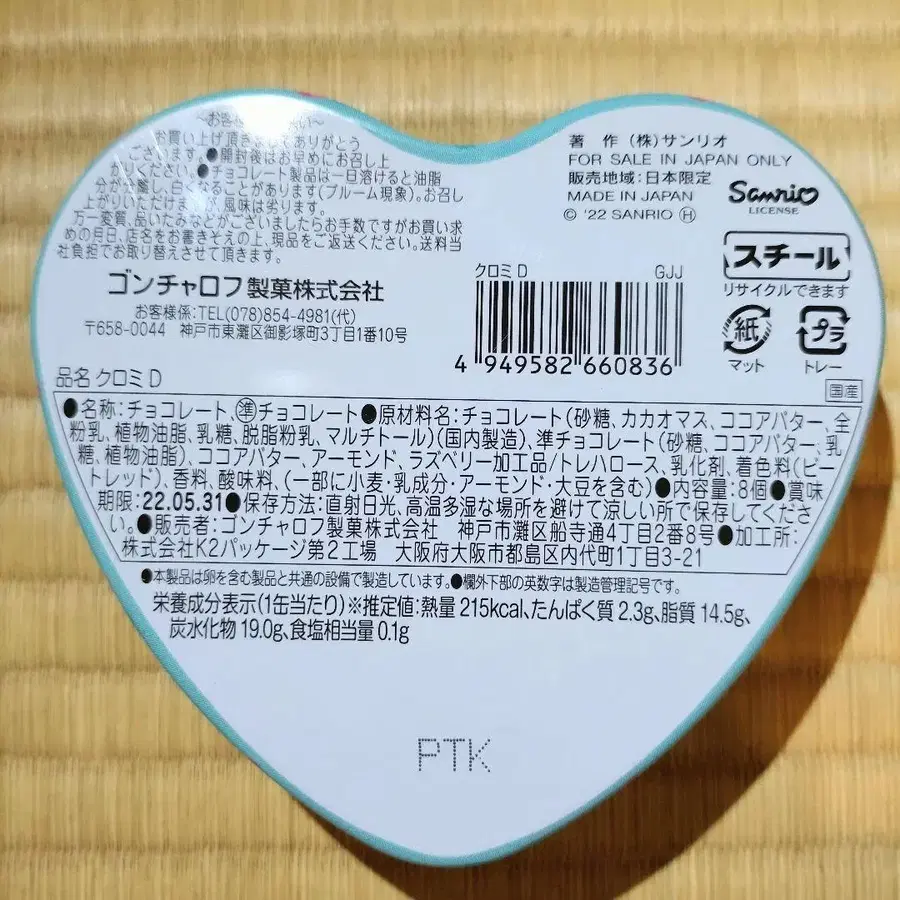 お買い上げ頂きまして、ありがとう
ございます。●開封後はお早めにお召し上
がりください。●チョコレート製品は一旦溶けると油脂
分が分離し、白くなることがあります(ブルーム現象)。お召し
上がりいただけますが、風味は劣ります。
万一変質、品いたみなどがございましたらお手数ですがお買い求
めの月日、店名をお書きそえの上、現品をご返送ください。送料当
社負担でお取り替えさせて頂きます。
ゴンチャロフ製菓株式会社
お客様係:TEL(078)854-4981(代)
〒658-0044 神戸市東灘区御影塚町3丁目1番10号
著 作 (株)サンリオ
FOR SALE IN JAPAN ONLY
販売地域:日本限定
MADE IN JAPAN
© '22 SANRIO Ⓗ
Sanrio
LICENSE
スチール
リサイクルできます
紙
マット
プラ
トレー
クロミ D GJJ
4 949582 660836
品名 クロミ D
国産
●名称:チョコレート、㊤チョコレート●原材料名:チョコレート(砂糖、カカオマス、ココアバター、全
粉乳、植物油脂、乳糖、脱脂粉乳、マルチトール)(国内製造)、準チョコレート(砂糖、ココアバター、乳
糖、植物油脂)、ココアバター、アーモンド、ラズベリー加工品/トレハロース、乳化剤、着色料(ビー
トレッド)、香料、酸味料、(一部に小麦・乳成分・アーモンド・大豆を含む)●内容量:8個●賞味
期限:22.05.31●保存方法:直射日光、高温多湿な場所を避けて涼しい所で保存してくださ
い。●販売者:ゴンチャロフ製菓株式会社 神戸市灘区船寺通4丁目2番8号●加工所:
株式会社K2パッケージ第2工場 大阪府大阪市都島区内代町1丁目3-21
●本製品は卵を含む製品と共通の設備で製造しています。●欄外下部の英数字は製造管理記号です。
栄養成分表示(1缶当たり)※推定値:熱量 215kcal、たんぱく質 2.3g、脂質 14.5g、
炭水化物 19.0g、食塩相当量 0.1g
PTK